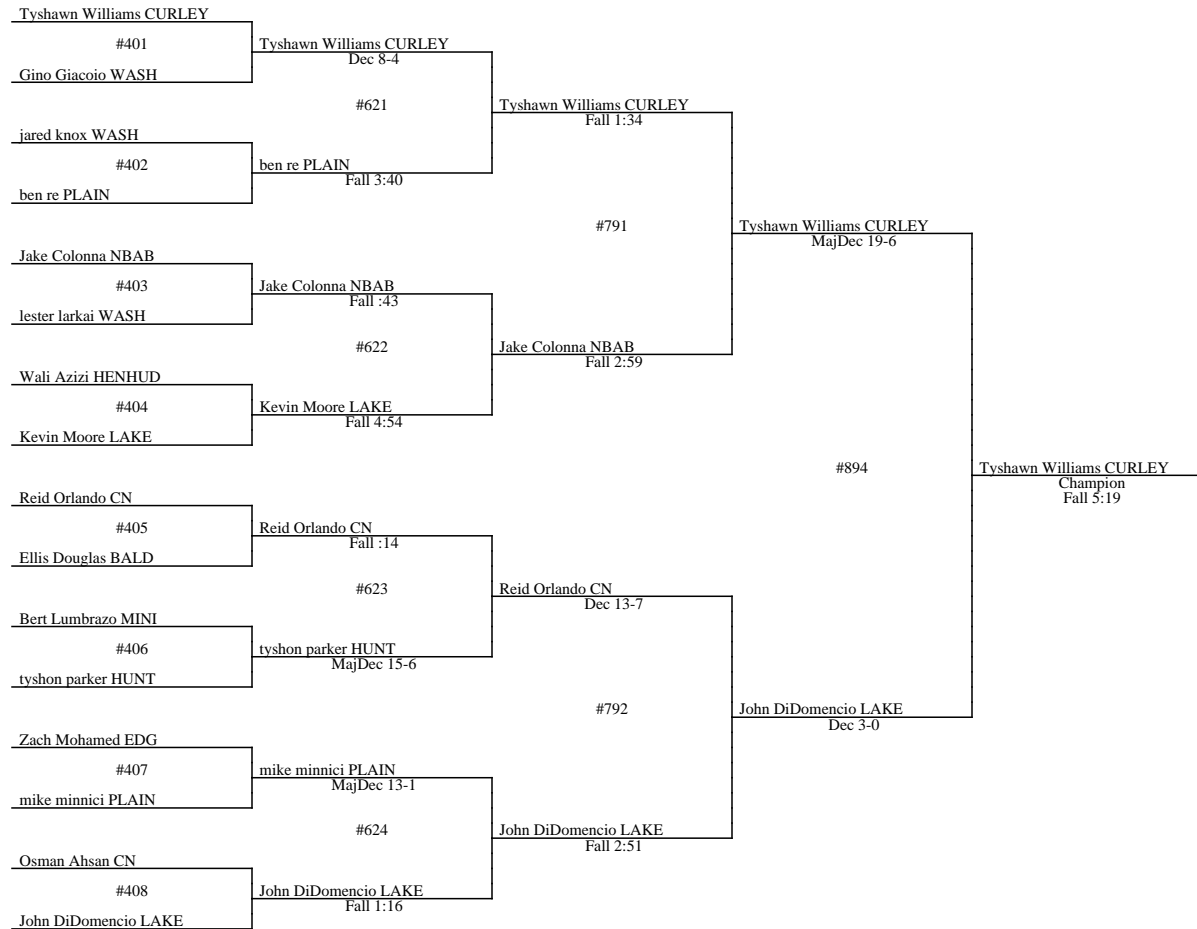 Tyshawn Williams CURLEY
#401
Gino Giacoio WASH
Tyshawn Williams CURLEY
Dec 8-4
#621
jared knox WASH
#402
ben re PLAIN
ben re PLAIN
Fall 3:40
Tyshawn Williams CURLEY
Fall 1:34
#791
Jake Colonna NBAB
#403
lester larkai WASH
Jake Colonna NBAB
Fall :43
#622
Wali Azizi HENHUD
#404
Kevin Moore LAKE
Kevin Moore LAKE
Fall 4:54
Jake Colonna NBAB
Fall 2:59
Tyshawn Williams CURLEY
MajDec 19-6
#894
Reid Orlando CN
#405
Ellis Douglas BALD
Reid Orlando CN
Fall :14
#623
Bert Lumbrazo MINI
#406
tyshon parker HUNT
tyshon parker HUNT
MajDec 15-6
Reid Orlando CN
Dec 13-7
#792
Zach Mohamed EDG
#407
mike minnici PLAIN
mike minnici PLAIN
MajDec 13-1
#624
Osman Ahsan CN
#408
John DiDomencio LAKE
John DiDomencio LAKE
Fall 1:16
John DiDomencio LAKE
Fall 2:51
John DiDomencio LAKE
Dec 3-0
Tyshawn Williams CURLEY
Champion
Fall 5:19